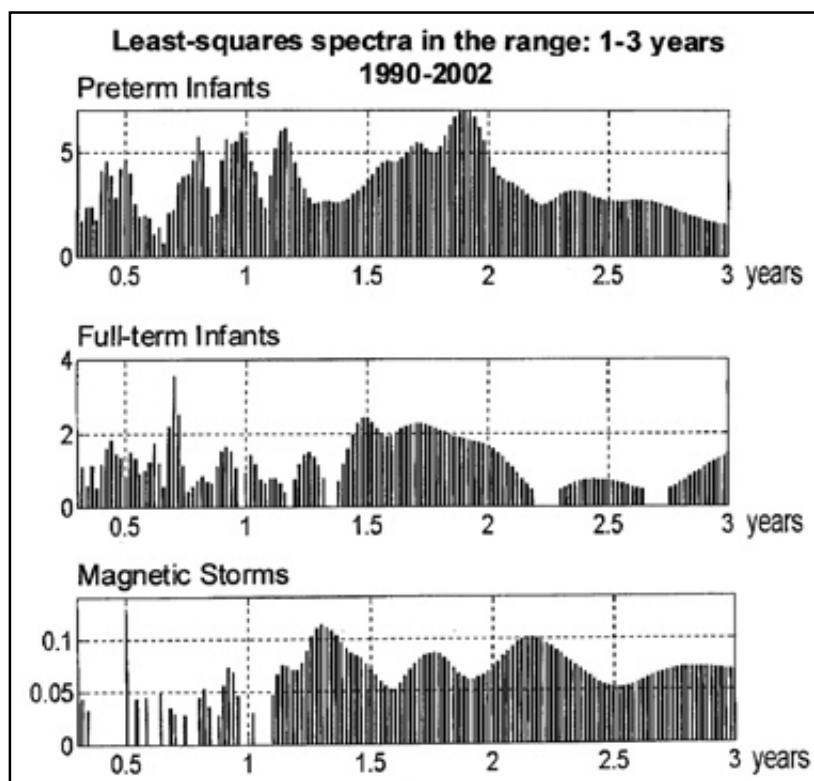 Least-squares spectra in the range: 1-3 years
1990-2002
Preterm Infants
5
0
0.5 1 1.5 2 2.5 3 years
Full-term Infants
4
2
0
0.5 1 1.5 2 2.5 3 years
Magnetic Storms
0.1
0.05
0
0.5 1 1.5 2 2.5 3 years